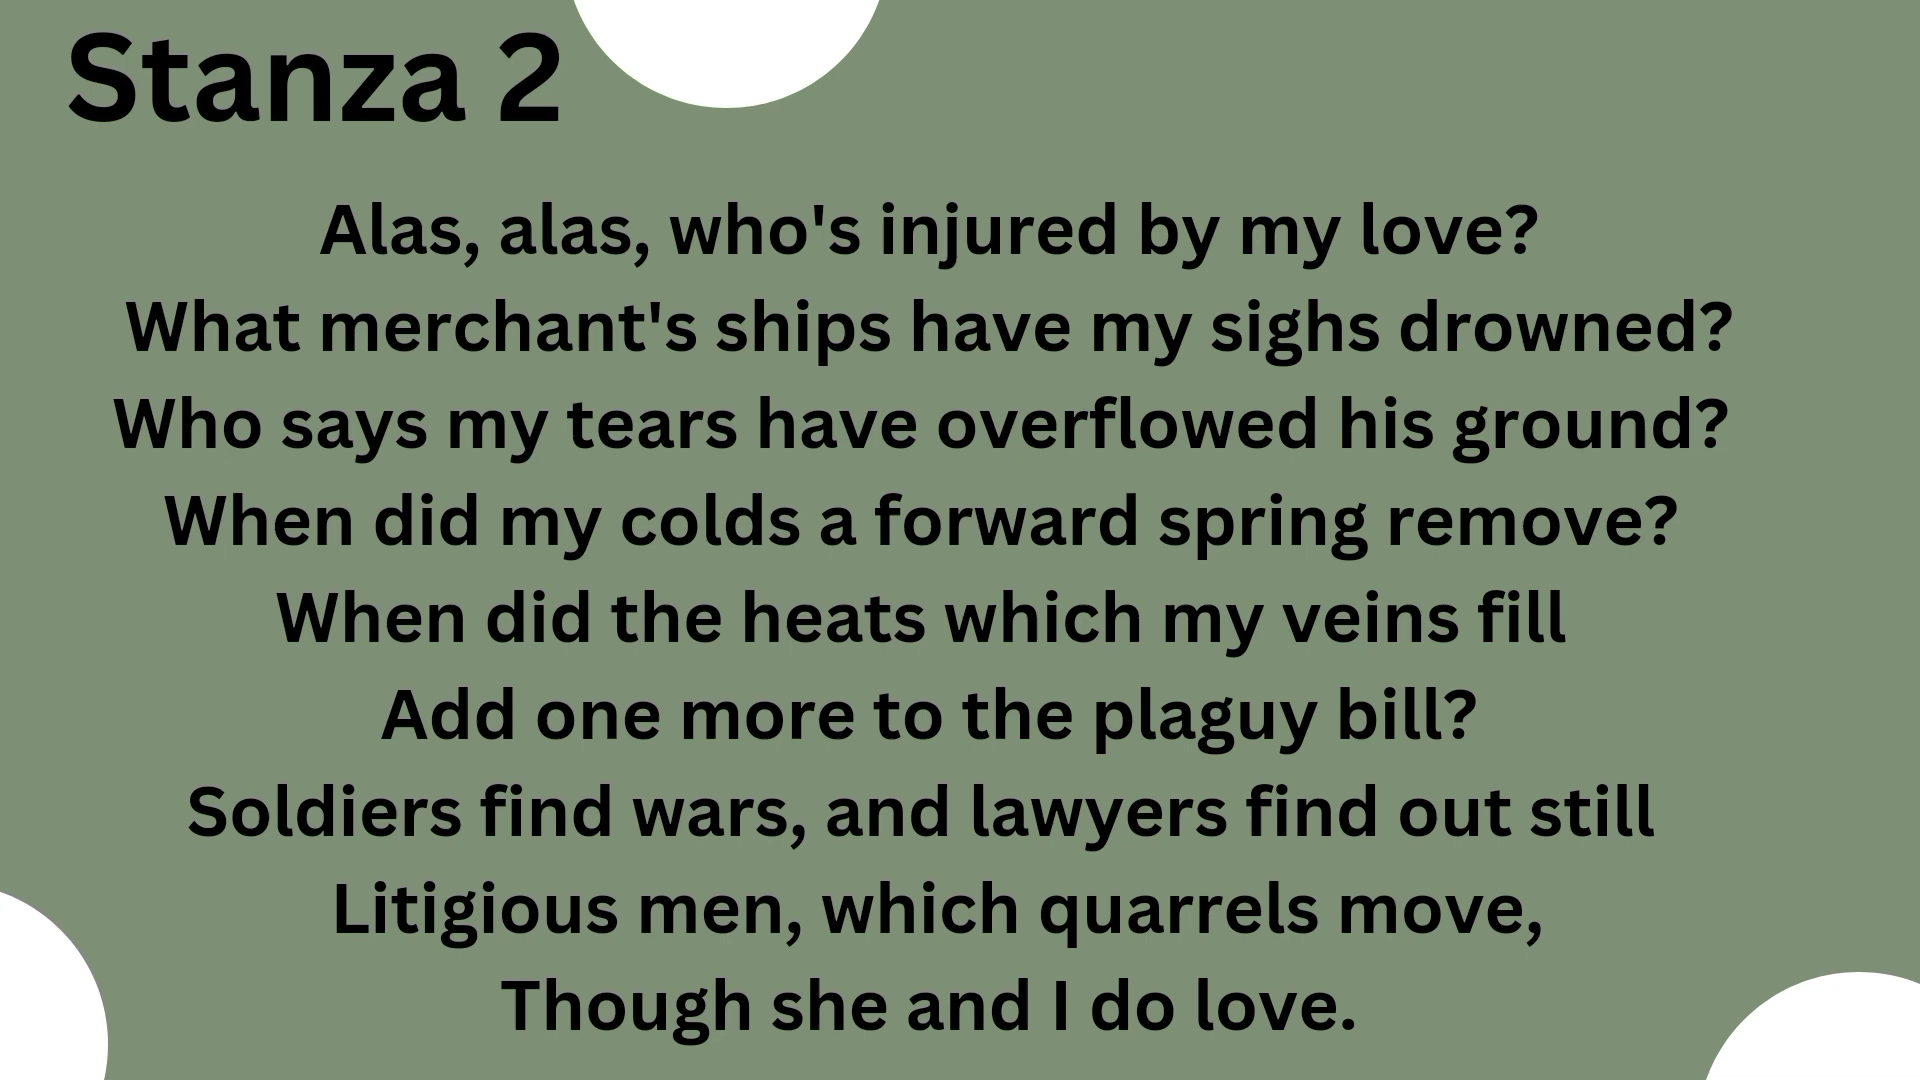 Stanza 2
Alas, alas, who's injured by my love?
What merchant's ships have my sighs drowned?
Who says my tears have overflowed his ground?
When did my colds a forward spring remove?
When did the heats which my veins fill
Add one more to the plaguy bill?
Soldiers find wars, and lawyers find out still
Litigious men, which quarrels move,
Though she and I do love.